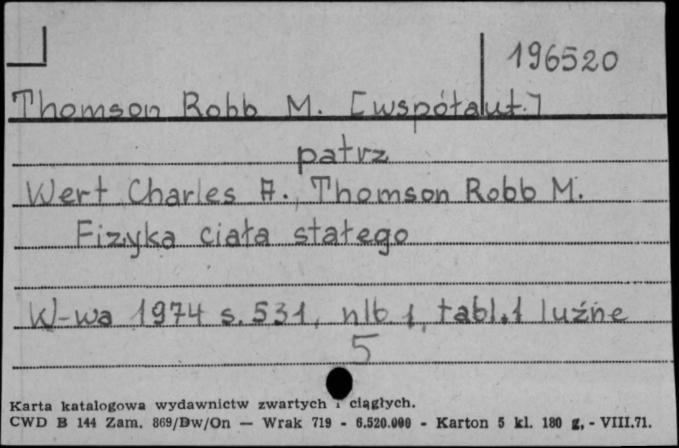 196520
Thomson Robb M. [współaut.]
patrz
Wert Charles A., Thomson Robb M.
Fizyka ciała stałego
W-wa 1974 s. 531, nlb 1, tabl. 1 luźne
5
Karta katalogowa wydawnictw zwartych i ciągłych.
CWD B 144 Zam. 869/Dw/On — Wrak 719 - 6.520.000 - Karton 5 kl. 180 g. - VIII.71.